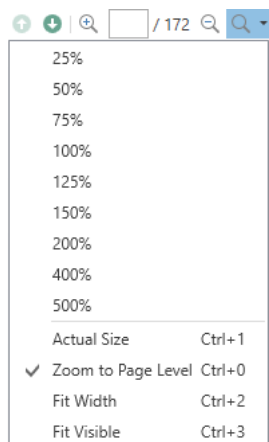 / 172
25%
50%
75%
100%
125%
150%
200%
400%
500%
Actual Size Ctrl+1
Zoom to Page Level Ctrl+0
Fit Width Ctrl+2
Fit Visible Ctrl+3